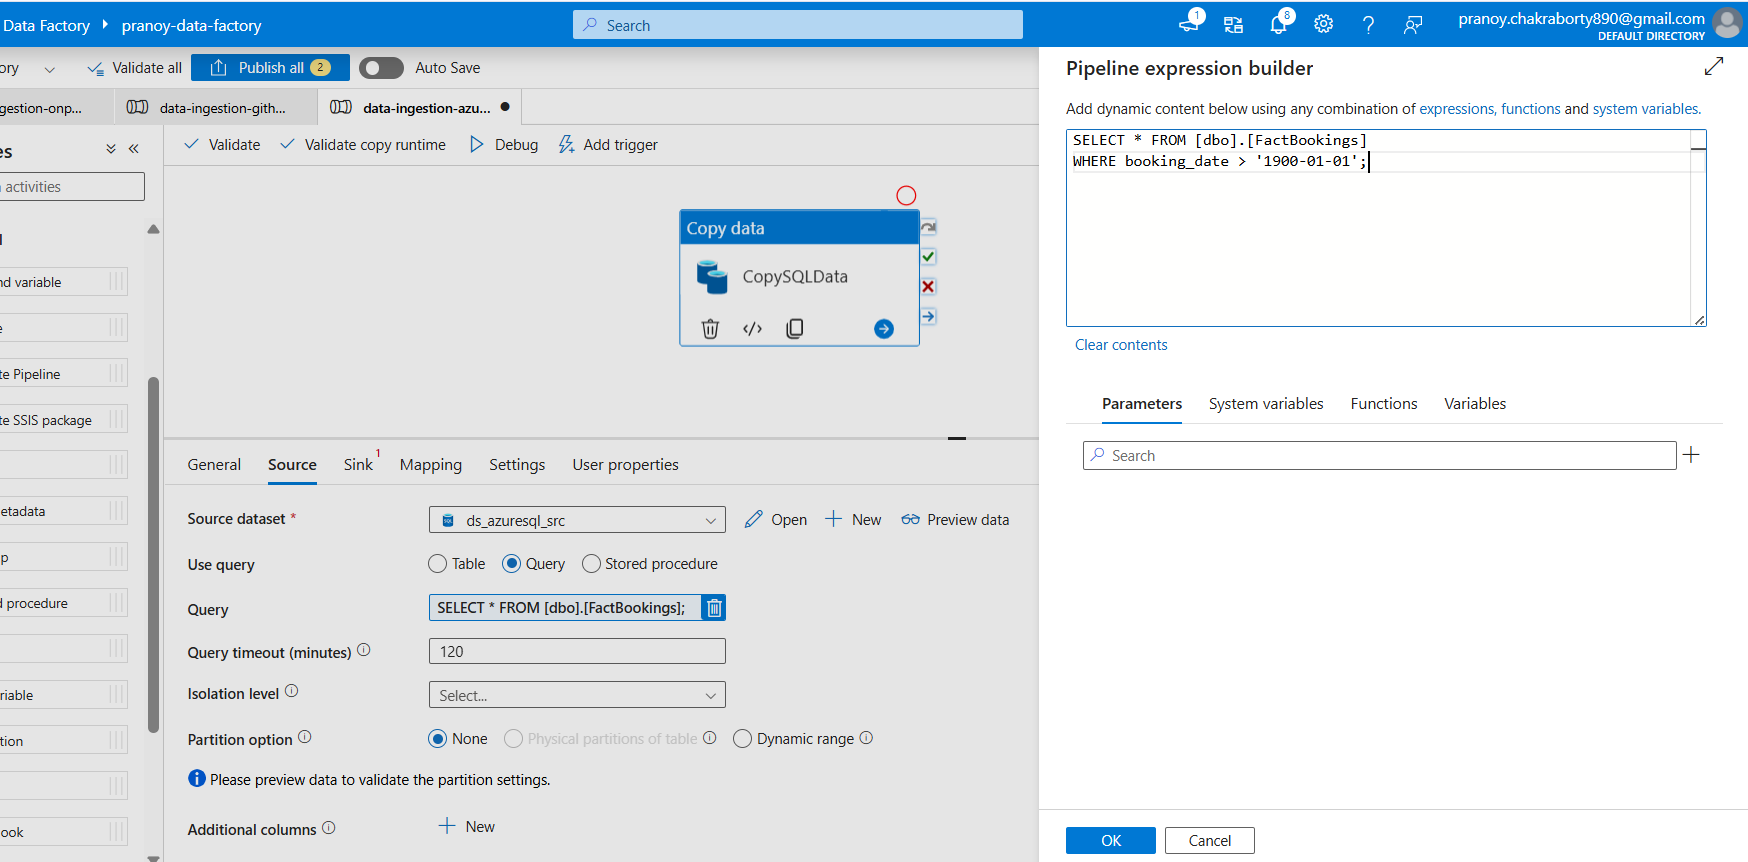 Data Factory
pranoy-data-factory
Search
1
8
pranoy.chakraborty890@gmail.com
DEFAULT DIRECTORY
ory
Validate all
Publish all
2
Auto Save
gestion-onp...
data-ingestion-gith...
data-ingestion-azu...
es
activities
nd variable
e
te Pipeline
te SSIS package
etadata
p
d procedure
riable
tion
ook
Validate
Validate copy runtime
Debug
Add trigger
Copy data
CopySQLData
General
Source
Sink
1
Mapping
Settings
User properties
Source dataset *
ds_azuresql_src
Open
New
Preview data
Use query
Table
Query
Stored procedure
Query
SELECT * FROM [dbo].[FactBookings];
Query timeout (minutes)
120
Isolation level
Select...
Partition option
None
Physical partitions of table
Dynamic range
Please preview data to validate the partition settings.
Additional columns
New
Pipeline expression builder
Add dynamic content below using any combination of expressions, functions and system variables.
SELECT * FROM [dbo].[FactBookings]
WHERE booking_date > '1900-01-01';
Clear contents
Parameters
System variables
Functions
Variables
Search
OK
Cancel